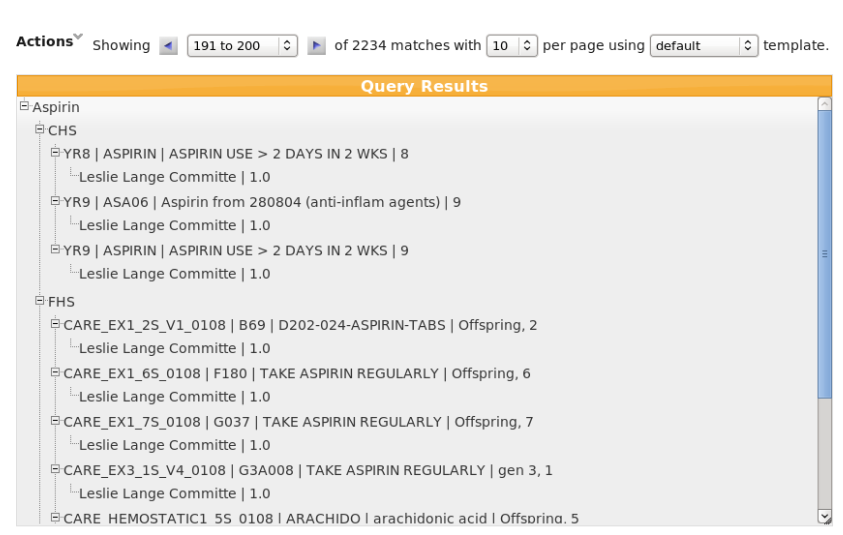 Actions Showing 191 to 200 of 2234 matches with 10 per page using default template.
Query Results
Aspirin
CHS
YR8 | ASPIRIN | ASPIRIN USE > 2 DAYS IN 2 WKS | 8
Leslie Lange Committe | 1.0
YR9 | ASA06 | Aspirin from 280804 (anti-inflam agents) | 9
Leslie Lange Committe | 1.0
YR9 | ASPIRIN | ASPIRIN USE > 2 DAYS IN 2 WKS | 9
Leslie Lange Committe | 1.0
FHS
CARE_EX1_2S_V1_0108 | B69 | D202-024-ASPIRIN-TABS | Offspring, 2
Leslie Lange Committe | 1.0
CARE_EX1_6S_0108 | F180 | TAKE ASPIRIN REGULARLY | Offspring, 6
Leslie Lange Committe | 1.0
CARE_EX1_7S_0108 | G037 | TAKE ASPIRIN REGULARLY | Offspring, 7
Leslie Lange Committe | 1.0
CARE_EX3_1S_V4_0108 | G3A008 | TAKE ASPIRIN REGULARLY | gen 3, 1
Leslie Lange Committe | 1.0
CARE_HEMOSTATIC1_5S_0108 | ARACHIDO | arachidonic acid | Offspring, 5